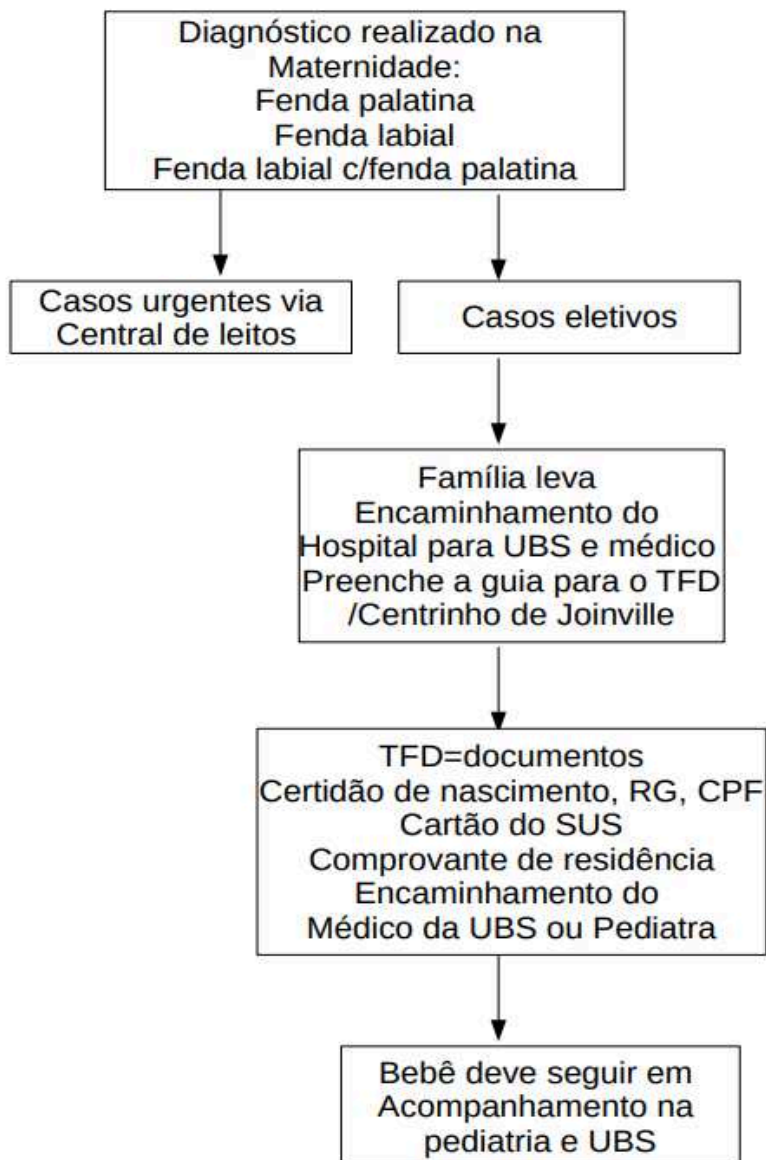 Diagnóstico realizado na
Maternidade:
Fenda palatina
Fenda labial
Fenda labial c/fenda palatina
Casos urgentes via
Central de leitos
Casos eletivos
Família leva
Encaminhamento do
Hospital para UBS e médico
Preenche a guia para o TFD
/Centrinho de Joinville
TFD=documentos
Certidão de nascimento, RG, CPF
Cartão do SUS
Comprovante de residência
Encaminhamento do
Médico da UBS ou Pediatra
Bebê deve seguir em
Acompanhamento na
pediatria e UBS